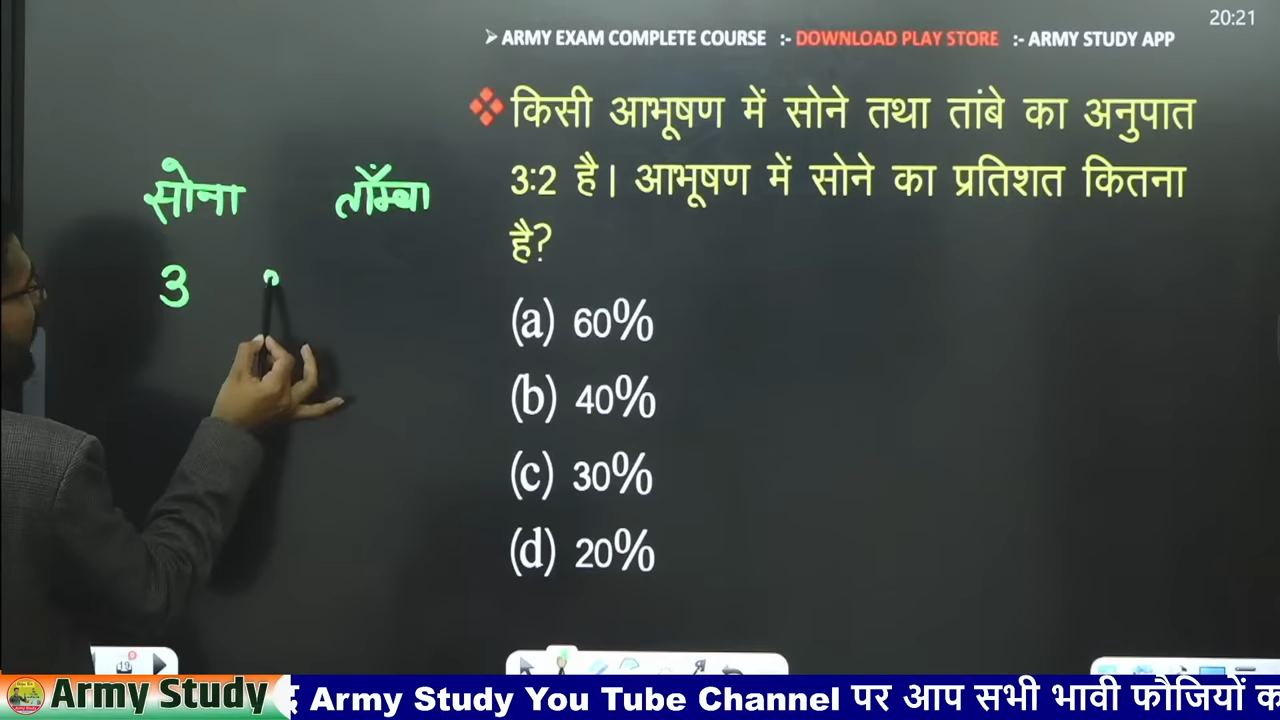 20:21
➤ ARMY EXAM COMPLETE COURSE :- DOWNLOAD PLAY STORE :- ARMY STUDY APP
❖ किसी आभूषण में सोने तथा तांबे का अनुपात
3:2 है। आभूषण में सोने का प्रतिशत कितना
है?
सोना ताँम्बा
3
(a) 60%
(b) 40%
(c) 30%
(d) 20%
19
Army Study
Army Study You Tube Channel पर आप सभी भावी फौजियों